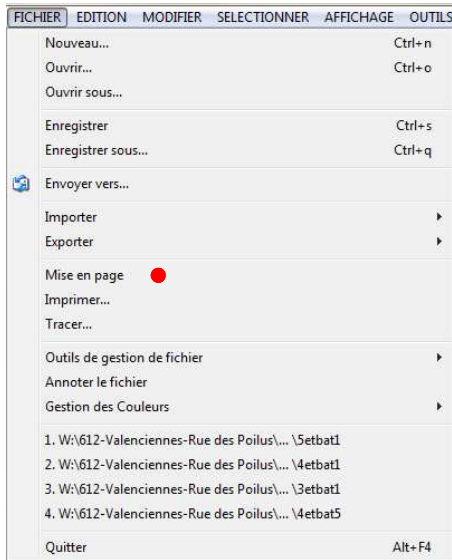 FICHIER EDITION MODIFIER SELECTIONNER AFFICHAGE OUTILS
Nouveau... Ctrl+n
Ouvrir... Ctrl+o
Ouvrir sous...
Enregistrer Ctrl+s
Enregistrer sous... Ctrl+q
Envoyer vers...
Importer
Exporter
Mise en page
Imprimer...
Tracer...
Outils de gestion de fichier
Annoter le fichier
Gestion des Couleurs
1. W:\612-Valenciennes-Rue des Poilus\... \5etbat1
2. W:\612-Valenciennes-Rue des Poilus\... \4etbat1
3. W:\612-Valenciennes-Rue des Poilus\... \3etbat1
4. W:\612-Valenciennes-Rue des Poilus\... \4etbat5
Quitter Alt+F4